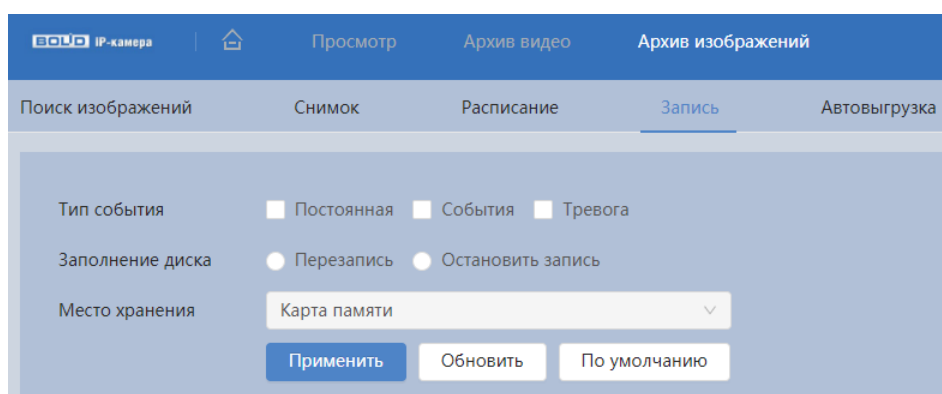 BOLID IP-камера Просмотр Архив видео Архив изображений
Поиск изображений Снимок Расписание Запись Автовыгрузка
Тип события Постоянная События Тревога
Заполнение диска Перезапись Остановить запись
Место хранения Карта памяти
Применить Обновить По умолчанию